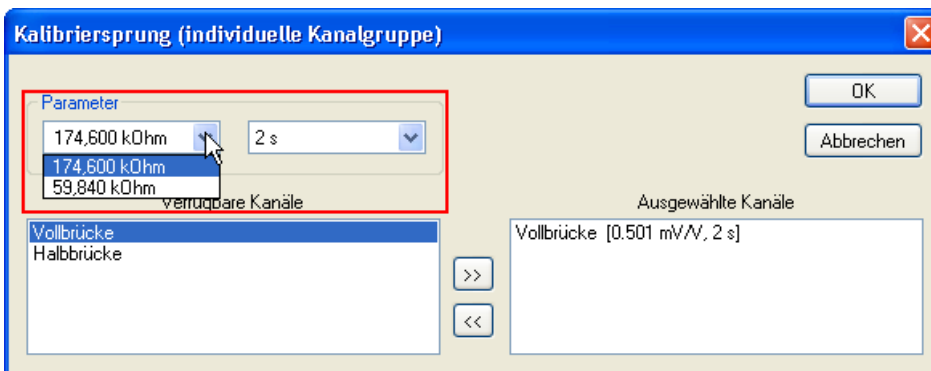 Kalibriersprung (individuelle Kanalgruppe)
Parameter
OK
174,600 kOhm
2 s
Abbrechen
174,600 kOhm
59,840 kOhm
Verfügbare Kanäle
Ausgewählte Kanäle
Vollbrücke
Halbbrücke
Vollbrücke [0.501 mV/V, 2 s]
>>
<<